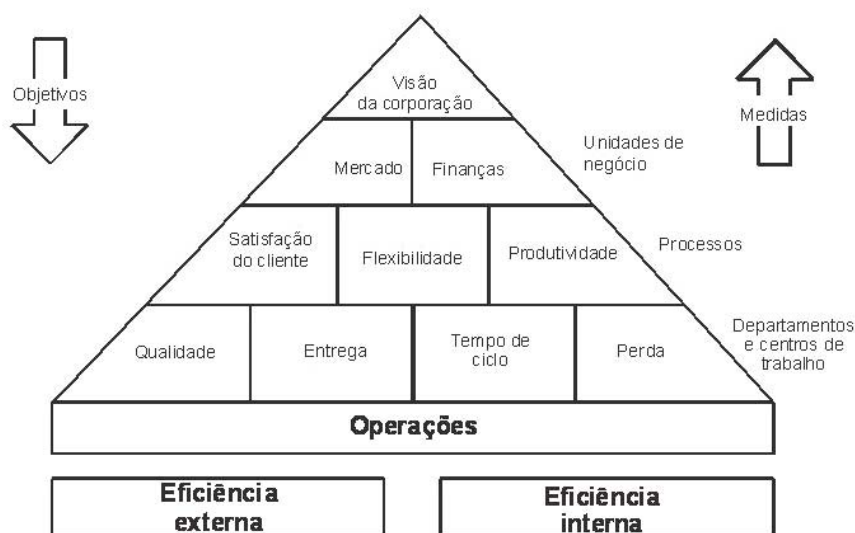 Objetivos
Visão
da corporação
Medidas
Mercado
Finanças
Unidades de
negócio
Satisfação
do cliente
Flexibilidade
Produtividade
Processos
Qualidade
Entrega
Tempo de
ciclo
Perda
Departamentos
e centros de
trabalho
Operações
Eficiência
externa
Eficiência
interna